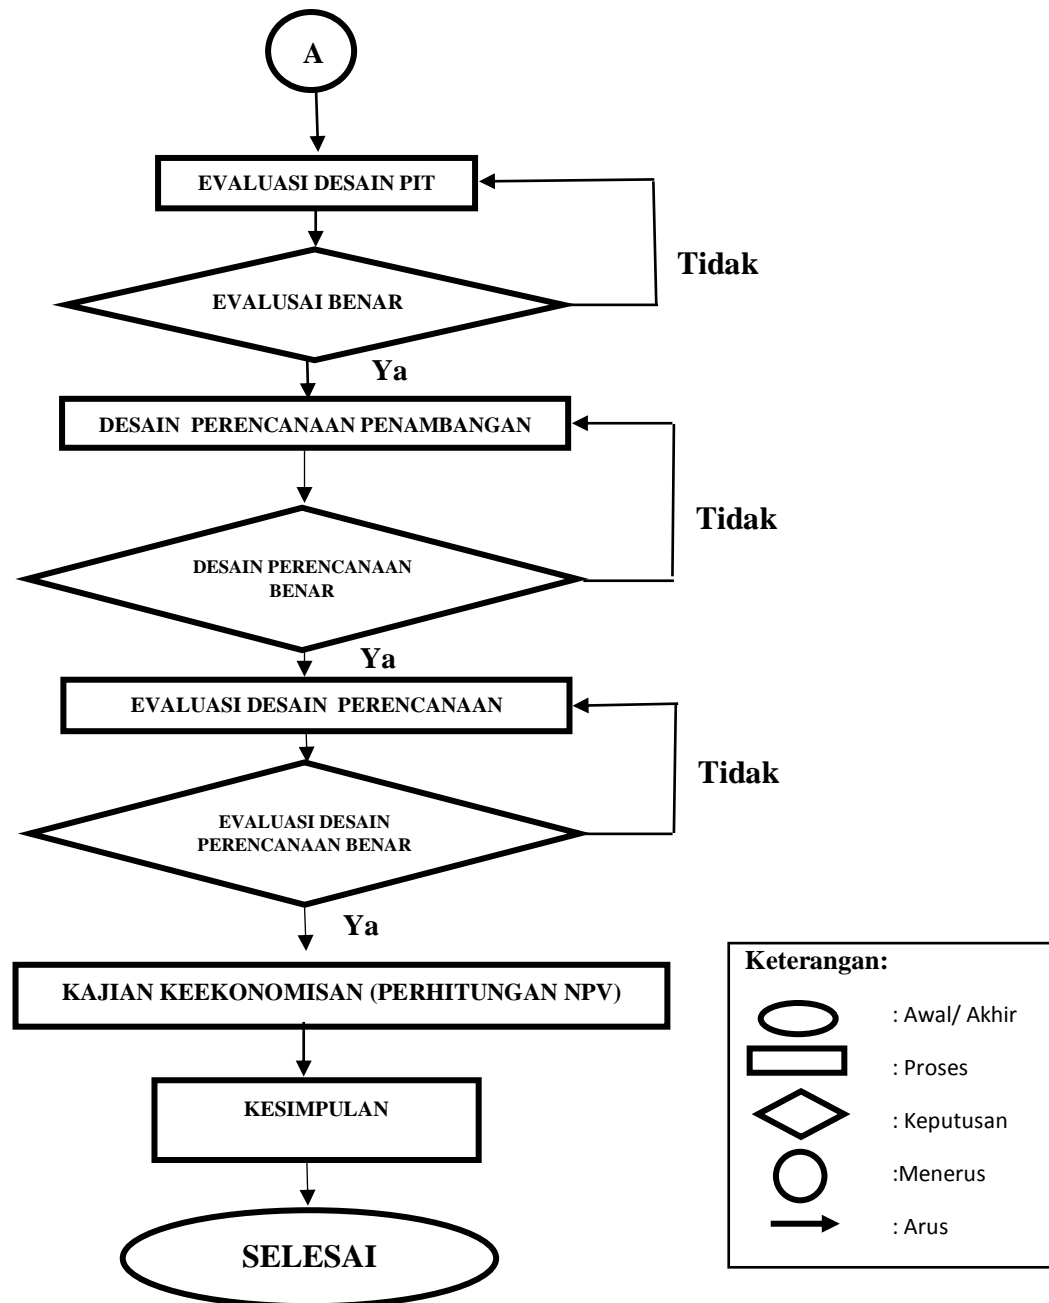 A
EVALUASI DESAIN PIT
Tidak
EVALUSAI BENAR
Ya
DESAIN PERENCANAAN PENAMBANGAN
Tidak
DESAIN PERENCANAAN
BENAR
Ya
EVALUASI DESAIN PERENCANAAN
Tidak
EVALUASI DESAIN
PERENCANAAN BENAR
Ya
KAJIAN KEEKONOMISAN (PERHITUNGAN NPV)
KESIMPULAN
SELESAI
Keterangan:
: Awal/ Akhir
: Proses
: Keputusan
:Menerus
: Arus